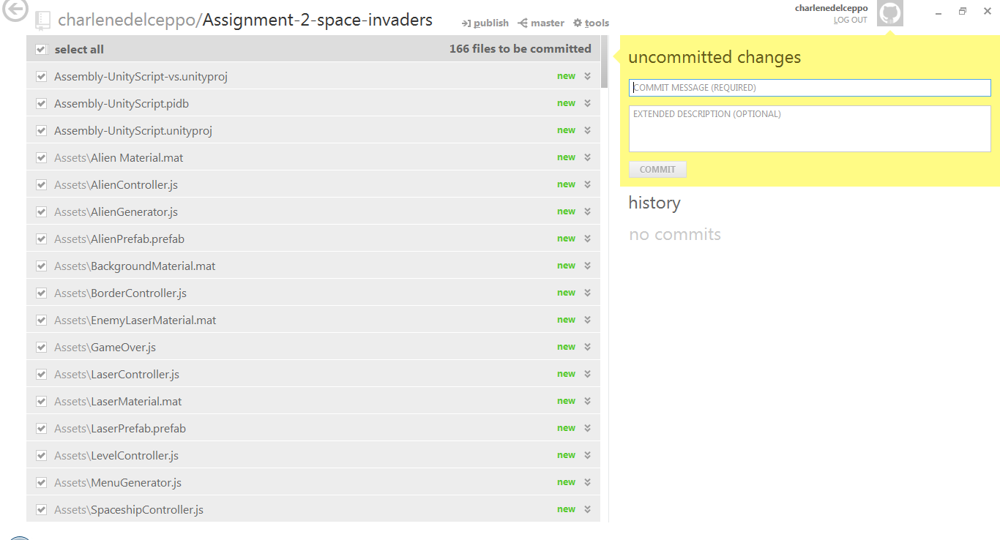 charlenedelceppo/Assignment-2-space-invaders
publish master tools
charlenedelceppo
LOG OUT
select all 166 files to be committed
Assembly-UnityScript-vs.unityproj new
Assembly-UnityScript.pidb new
Assembly-UnityScript.unityproj new
Assets\Alien Material.mat new
Assets\AlienController.js new
Assets\AlienGenerator.js new
Assets\AlienPrefab.prefab new
Assets\BackgroundMaterial.mat new
Assets\BorderController.js new
Assets\EnemyLaserMaterial.mat new
Assets\GameOver.js new
Assets\LaserController.js new
Assets\LaserMaterial.mat new
Assets\LaserPrefab.prefab new
Assets\LevelController.js new
Assets\MenuGenerator.js new
Assets\SpaceshipController.js new
uncommitted changes
COMMIT MESSAGE (REQUIRED)
EXTENDED DESCRIPTION (OPTIONAL)
COMMIT
history
no commits